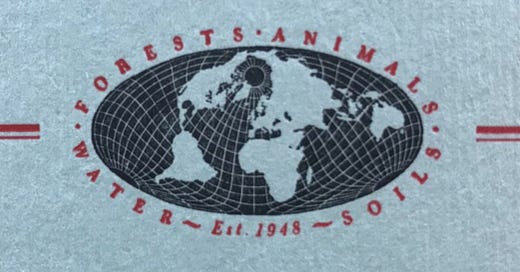 · FORESTS · ANIMALS ·
· WATER ~ Est. 1948 ~ SOILS ·